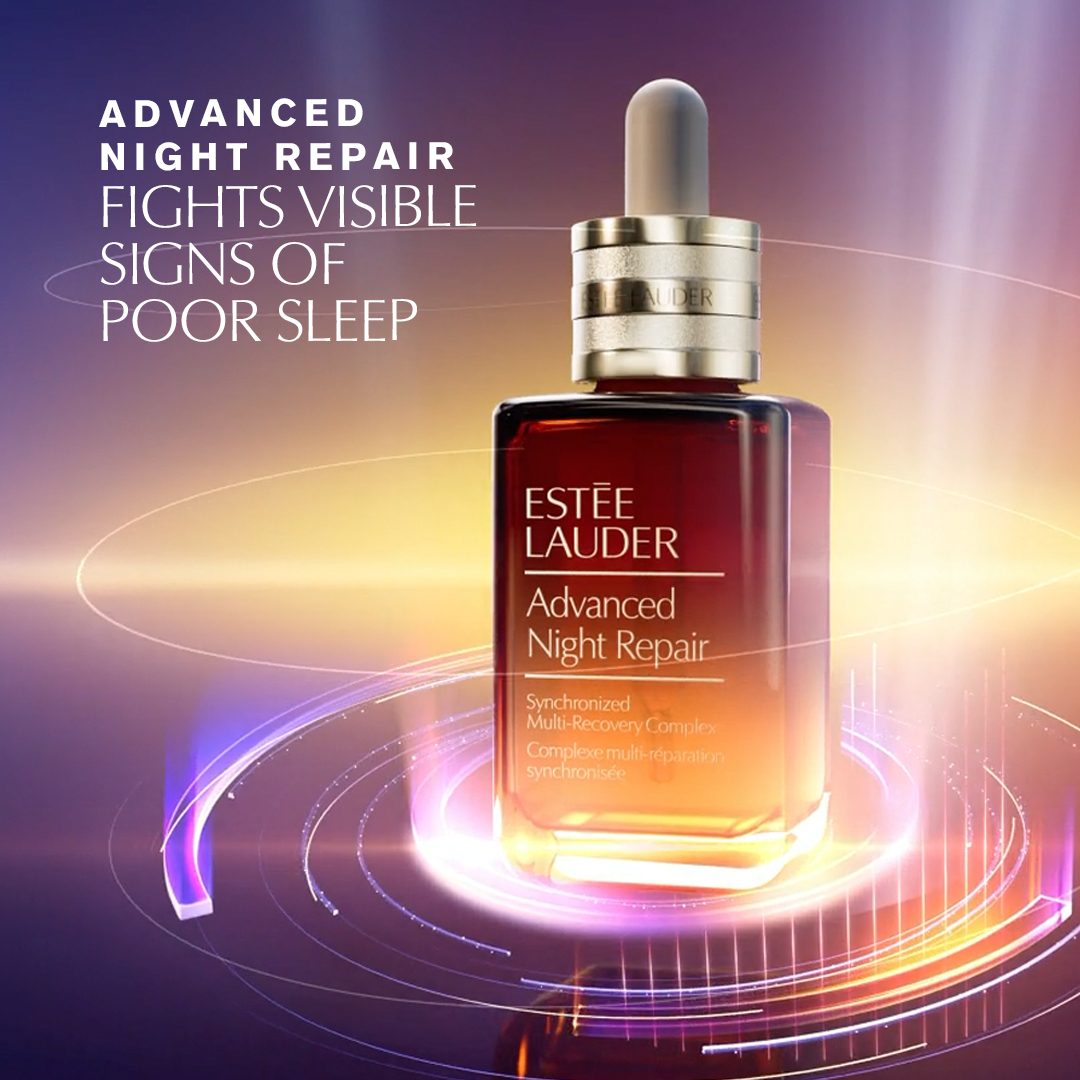 ADVANCED
NIGHT REPAIR
FIGHTS VISIBLE
SIGNS OF
POOR SLEEP
ESTĒE LAUDER
ESTĒE
LAUDER
Advanced
Night Repair
Synchronized
Multi-Recovery Complex
Complexe multi-réparation
synchronisée